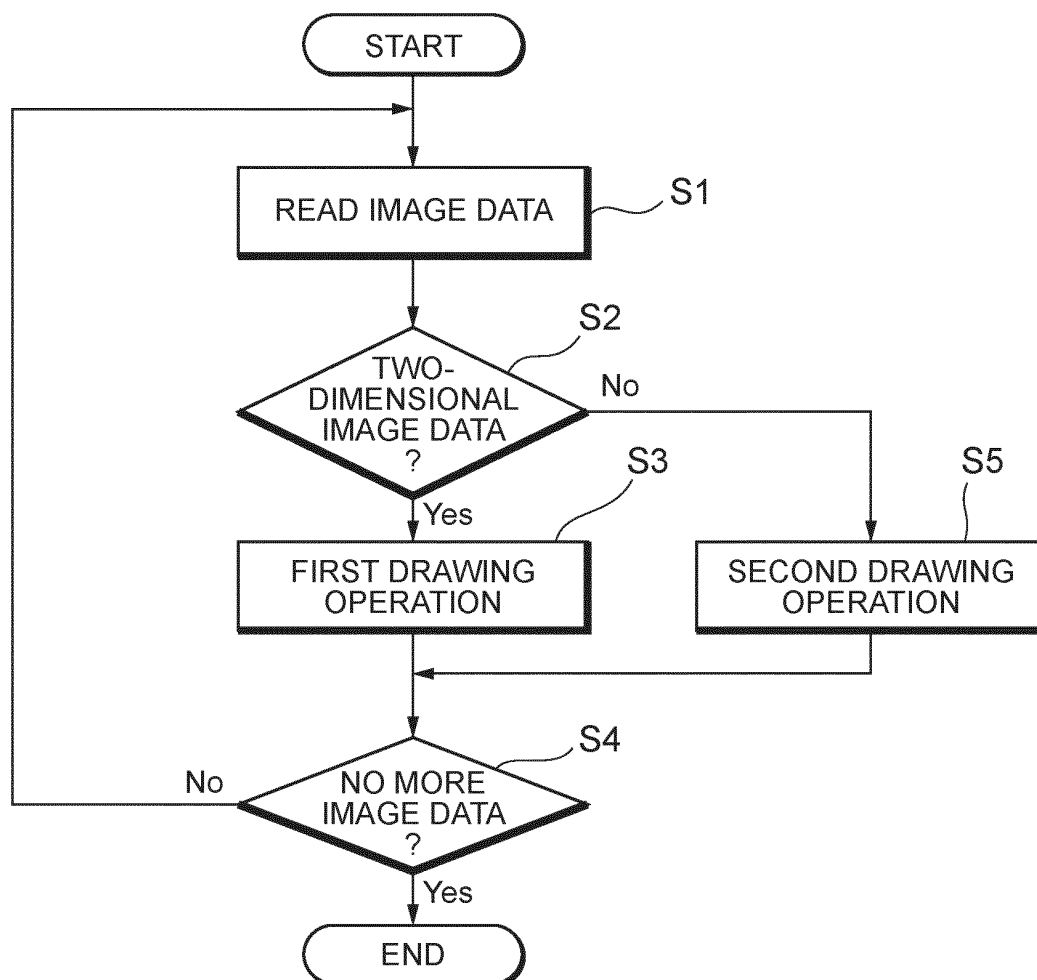 START
READ IMAGE DATA
S1
S2
TWO-
DIMENSIONAL
IMAGE DATA
?
No
Yes
S3
FIRST DRAWING
OPERATION
S5
SECOND DRAWING
OPERATION
S4
NO MORE
IMAGE DATA
?
No
Yes
END